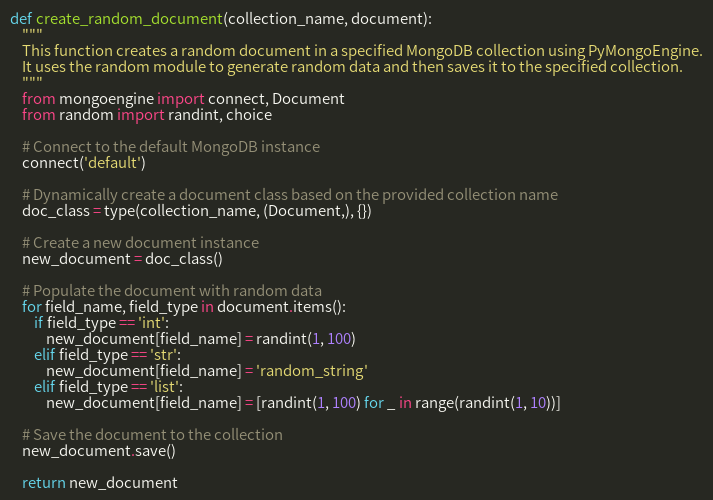 def create_random_document(collection_name, document):
    """
    This function creates a random document in a specified MongoDB collection using PyMongoEngine.
    It uses the random module to generate random data and then saves it to the specified collection.
    """
    from mongoengine import connect, Document
    from random import randint, choice

    # Connect to the default MongoDB instance
    connect('default')

    # Dynamically create a document class based on the provided collection name
    doc_class = type(collection_name, (Document,), {})

    # Create a new document instance
    new_document = doc_class()

    # Populate the document with random data
    for field_name, field_type in document.items():
        if field_type == 'int':
            new_document[field_name] = randint(1, 100)
        elif field_type == 'str':
            new_document[field_name] = 'random_string'
        elif field_type == 'list':
            new_document[field_name] = [randint(1, 100) for _ in range(randint(1, 10))]

    # Save the document to the collection
    new_document.save()

    return new_document